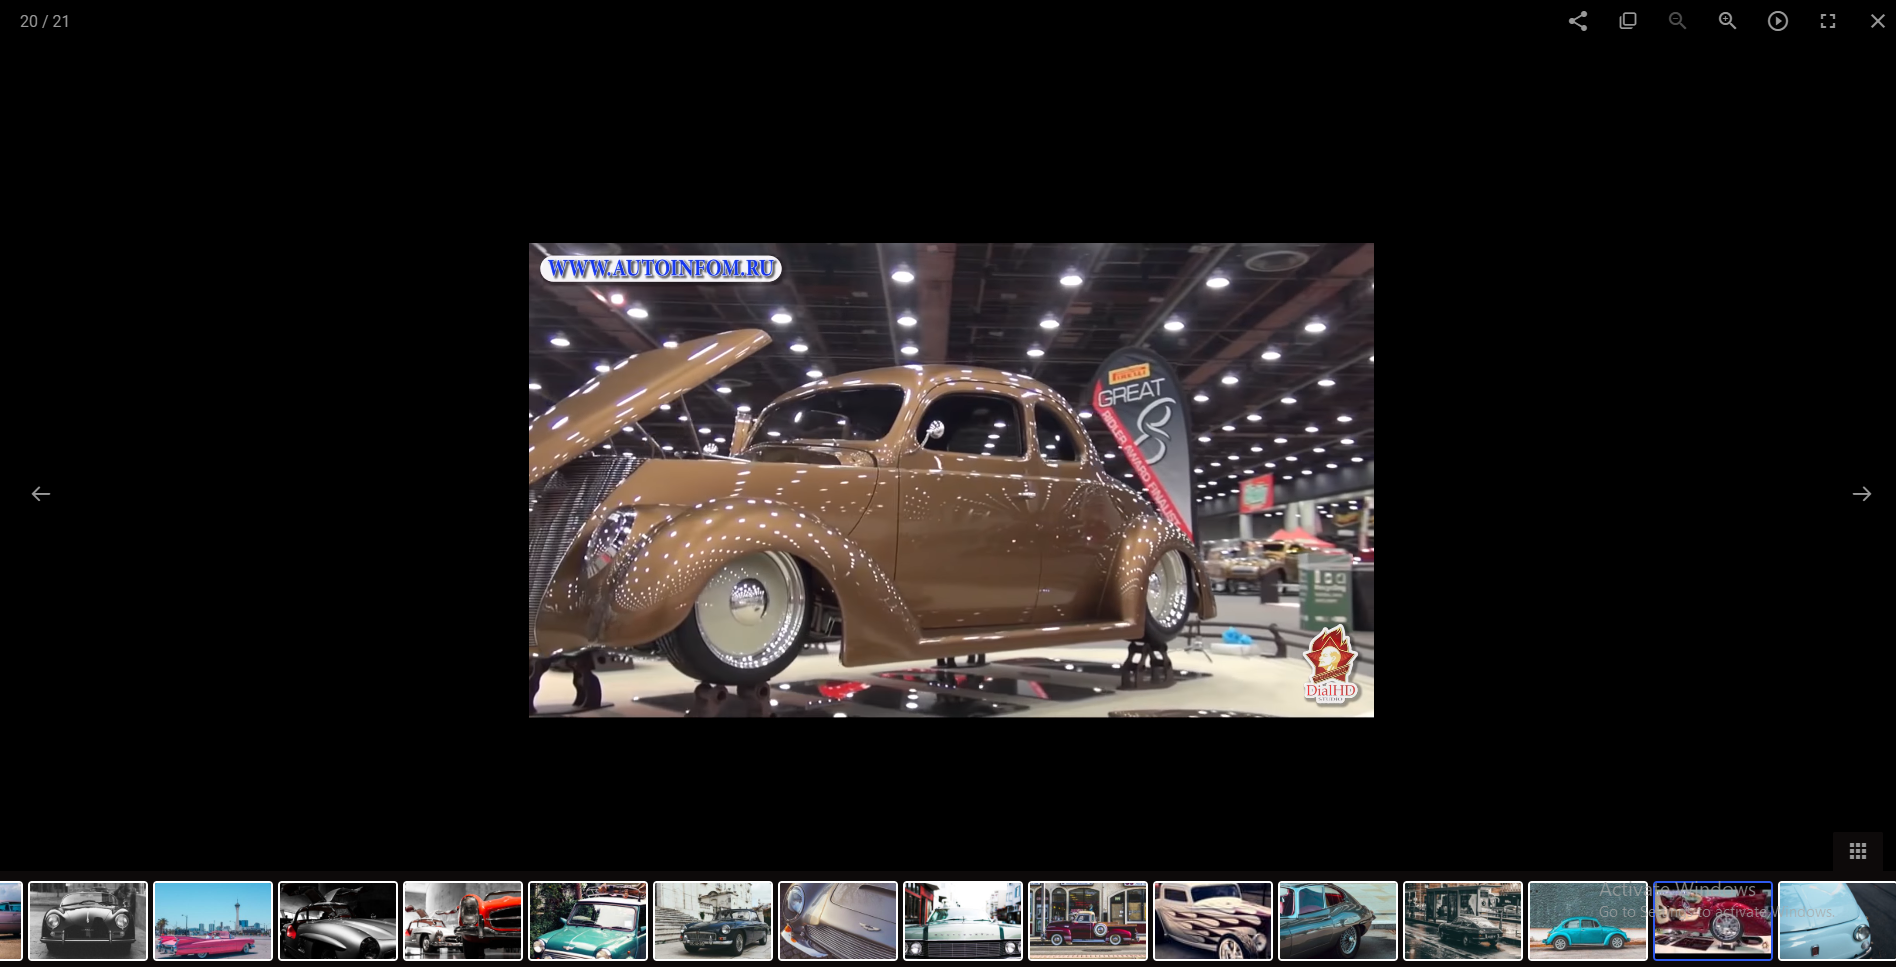 20 / 21
WWW.AUTOINFOM.RU
PIRELLI
GREAT
8
RIDLER AWARD FINALIST
DialHD
STUDIO
Activate Windows
Go to Settings to activate Windows.